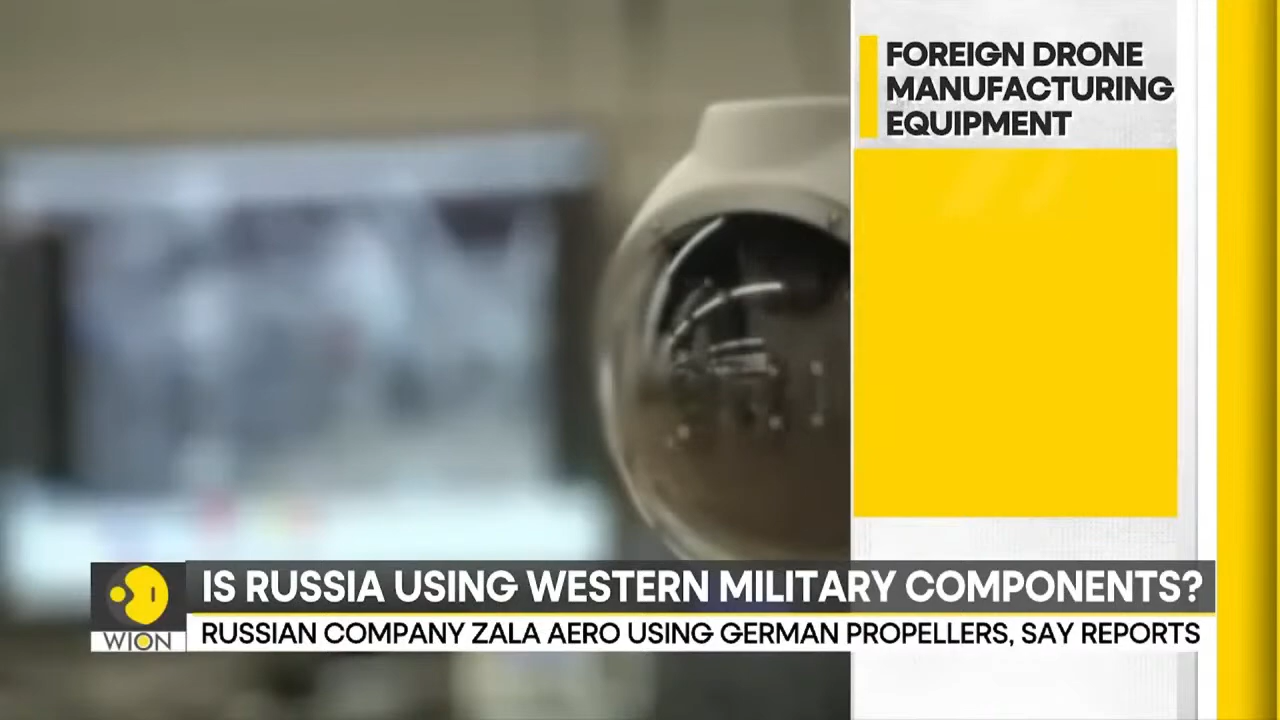 FOREIGN DRONE
MANUFACTURING
EQUIPMENT
IS RUSSIA USING WESTERN MILITARY COMPONENTS?
WION
RUSSIAN COMPANY ZALA AERO USING GERMAN PROPELLERS, SAY REPORTS